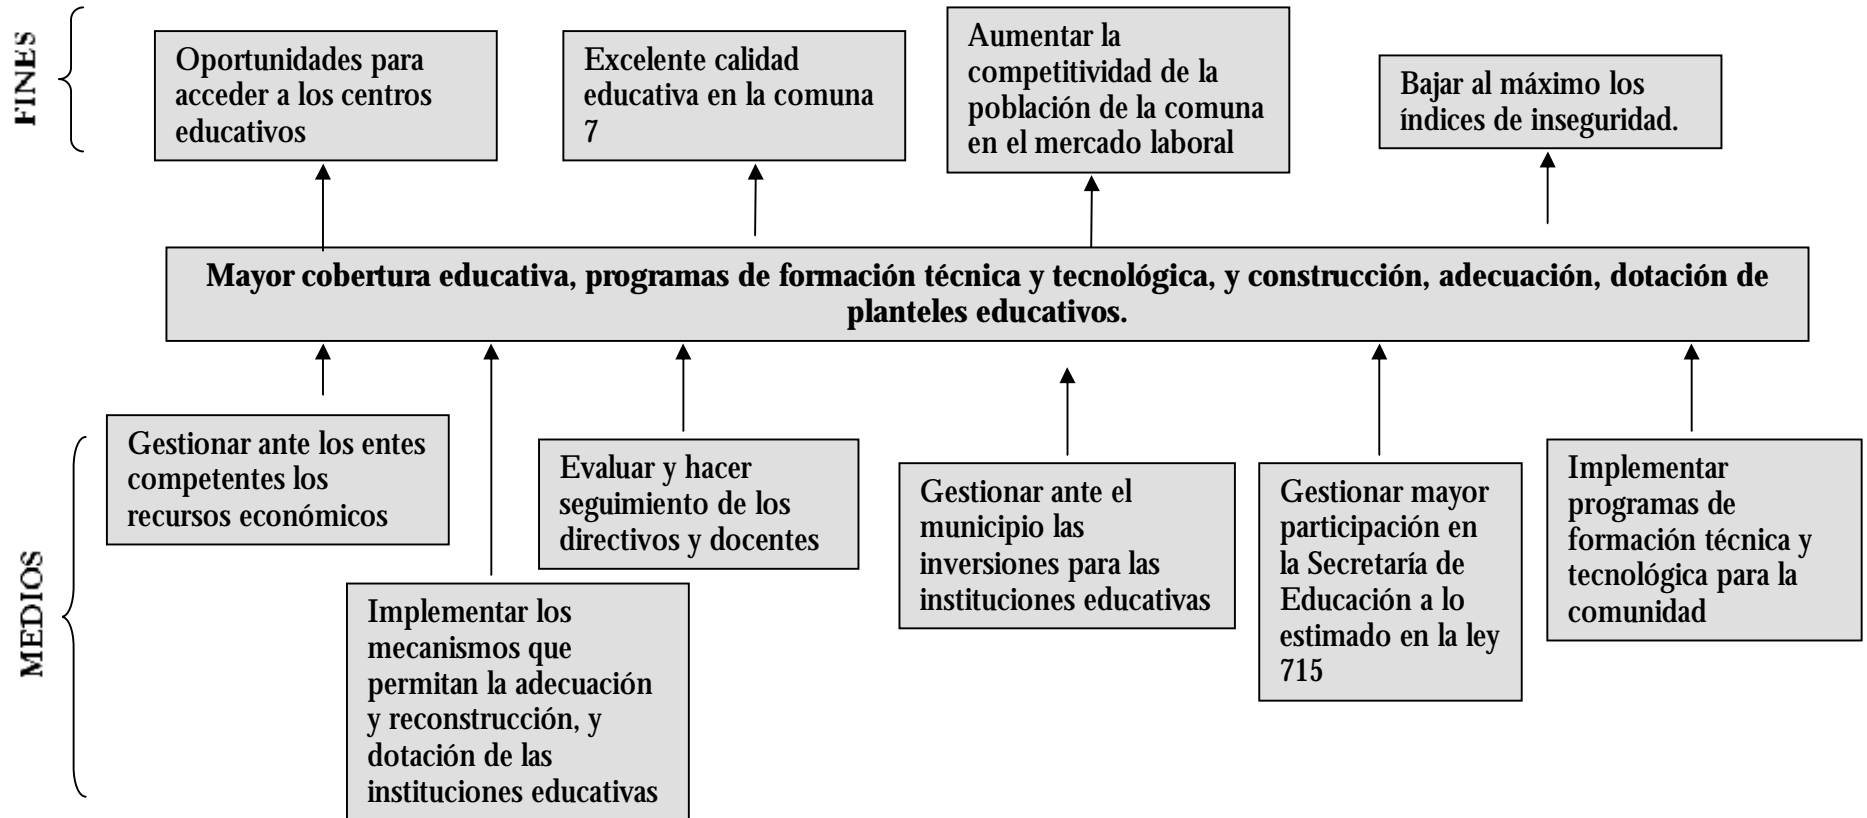 FINES
Oportunidades para
acceder a los centros
educativos
Excelente calidad
educativa en la comuna
7
Aumentar la
competitividad de la
población de la comuna
en el mercado laboral
Bajar al máximo los
índices de inseguridad.
Mayor cobertura educativa, programas de formación técnica y tecnológica, y construcción, adecuación, dotación de
planteles educativos.
MEDIOS
Gestionar ante los entes
competentes los
recursos económicos
Implementar los
mecanismos que
permitan la adecuación
y reconstrucción, y
dotación de las
instituciones educativas
Evaluar y hacer
seguimiento de los
directivos y docentes
Gestionar ante el
municipio las
inversiones para las
instituciones educativas
Gestionar mayor
participación en
la Secretaría de
Educación a lo
estimado en la ley
715
Implementar
programas de
formación técnica y
tecnológica para la
comunidad